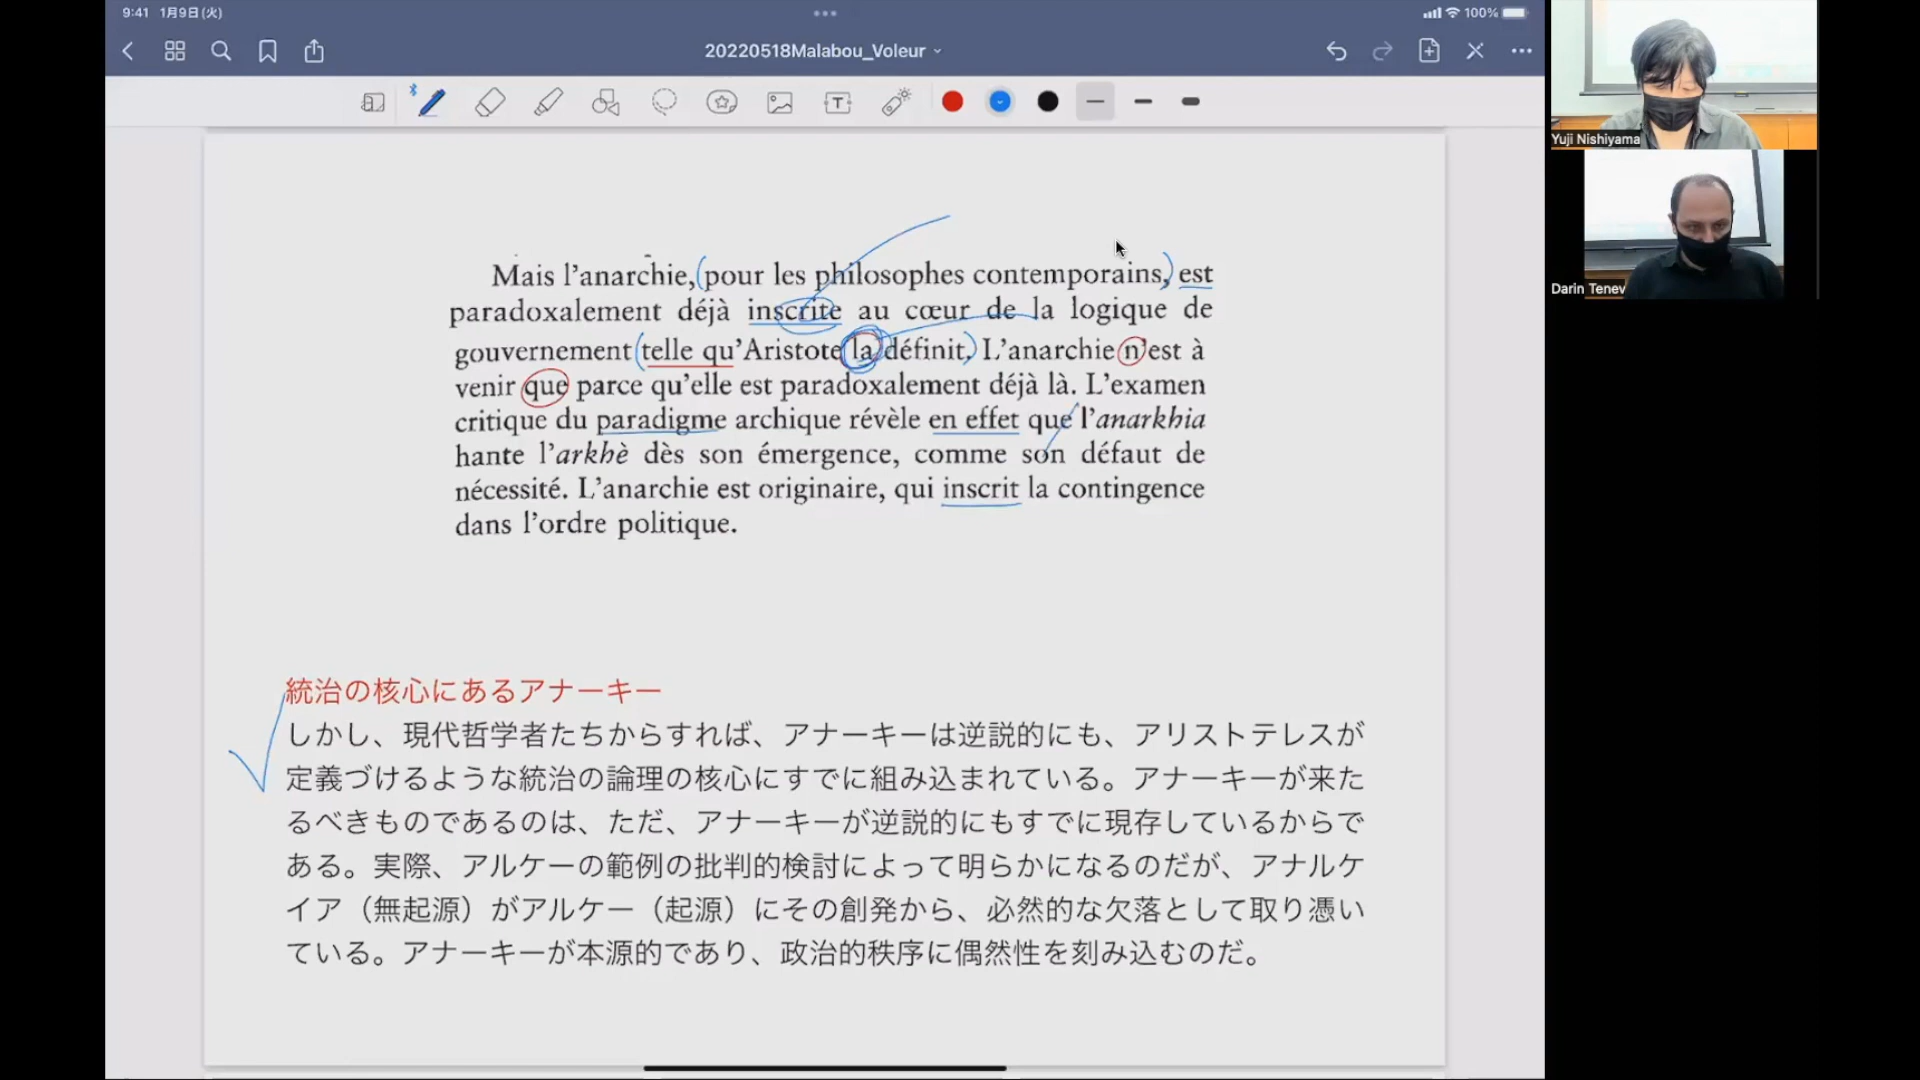 9:41 1月9日(火)
100%
20220518Malabou_Voleur
T
Yuji Nishiyama
Darin Tenev
Mais l'anarchie, pour les philosophes contemporains, est
paradoxalement déjà inscrite au cœur de la logique de
gouvernement telle qu'Aristote la définit. L'anarchie n'est à
venir que parce qu'elle est paradoxalement déjà là. L'examen
critique du paradigme archique révèle en effet que l'anarkhia
hante l'arkhè dès son émergence, comme son défaut de
nécessité. L'anarchie est originaire, qui inscrit la contingence
dans l'ordre politique.
統治の核心にあるアナーキー
しかし、現代哲学者たちからすれば、アナーキーは逆説的にも、アリストテレスが
定義づけるような統治の論理の核心にすでに組み込まれている。アナーキーが来た
るべきものであるのは、ただ、アナーキーが逆説的にもすでに現存しているからで
ある。実際、アルケーの範例の批判的検討によって明らかになるのだが、アナルケ
イア（無起源）がアルケー（起源）にその創発から、必然的な欠落として取り憑い
ている。アナーキーが本源的であり、政治的秩序に偶然性を刻み込むのだ。